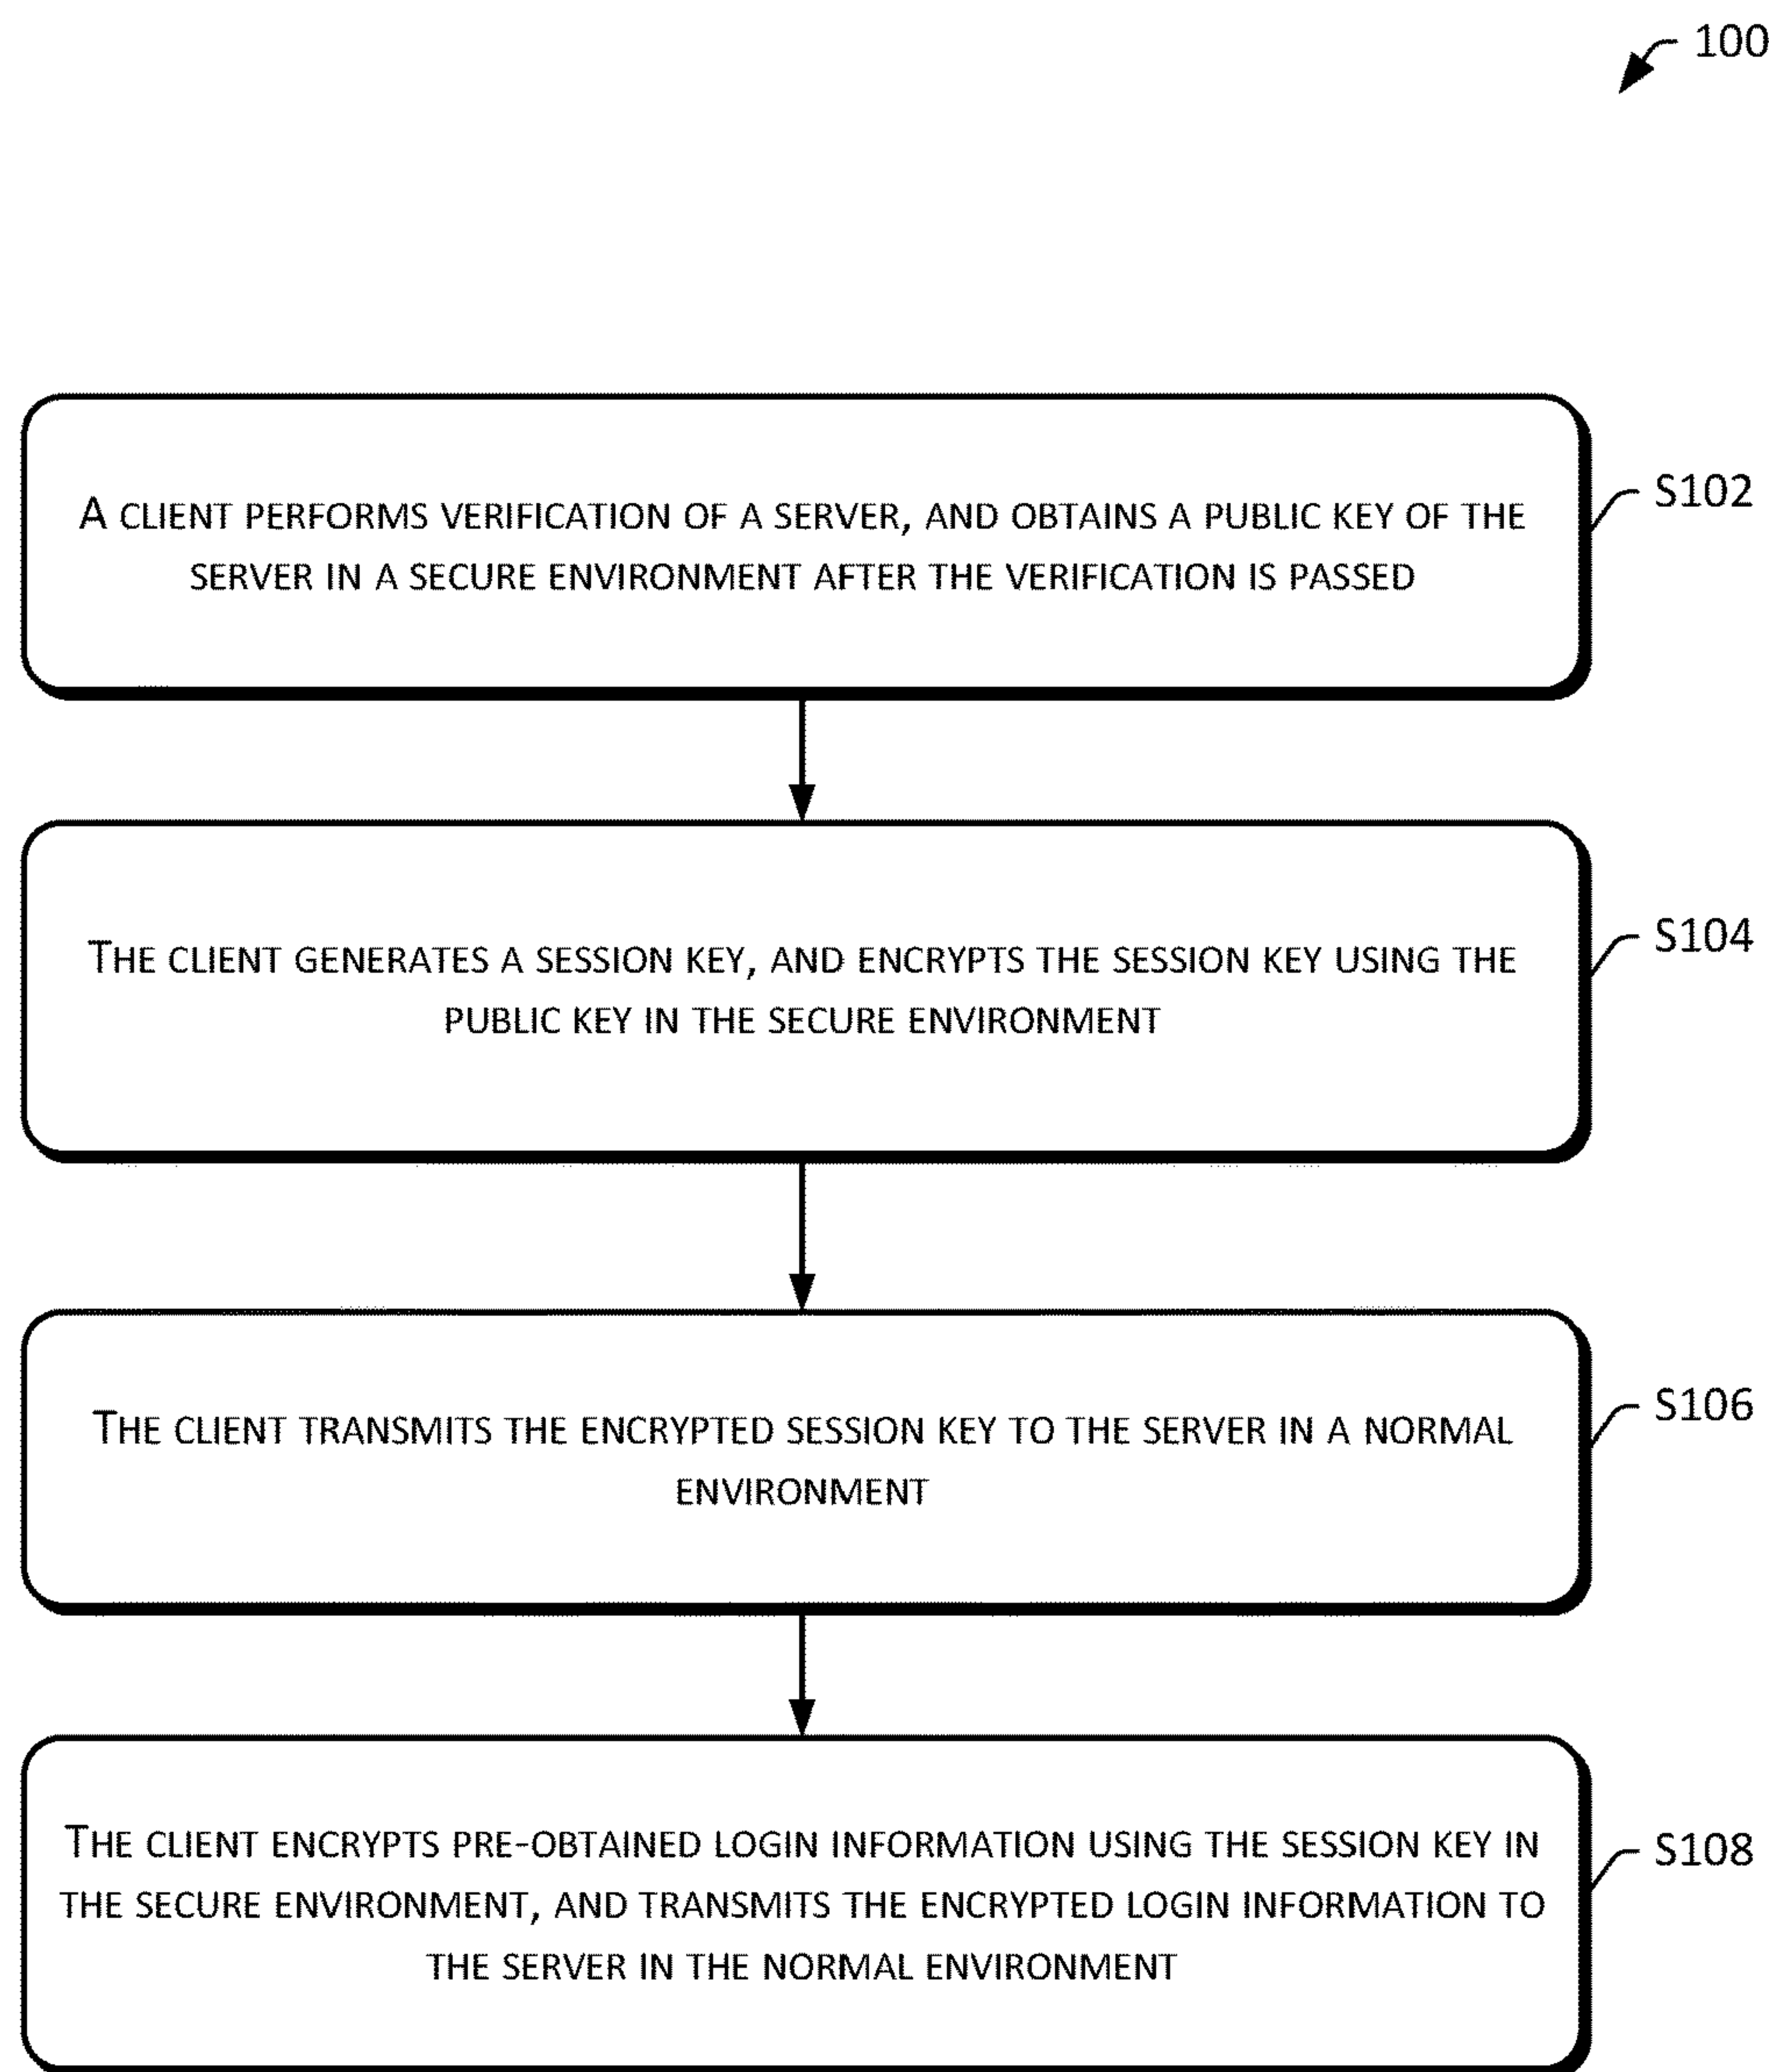 100
A CLIENT PERFORMS VERIFICATION OF A SERVER, AND OBTAINS A PUBLIC KEY OF THE
SERVER IN A SECURE ENVIRONMENT AFTER THE VERIFICATION IS PASSED
S102
THE CLIENT GENERATES A SESSION KEY, AND ENCRYPTS THE SESSION KEY USING THE
PUBLIC KEY IN THE SECURE ENVIRONMENT
S104
THE CLIENT TRANSMITS THE ENCRYPTED SESSION KEY TO THE SERVER IN A NORMAL
ENVIRONMENT
S106
THE CLIENT ENCRYPTS PRE-OBTAINED LOGIN INFORMATION USING THE SESSION KEY IN
THE SECURE ENVIRONMENT, AND TRANSMITS THE ENCRYPTED LOGIN INFORMATION TO
THE SERVER IN THE NORMAL ENVIRONMENT
S108